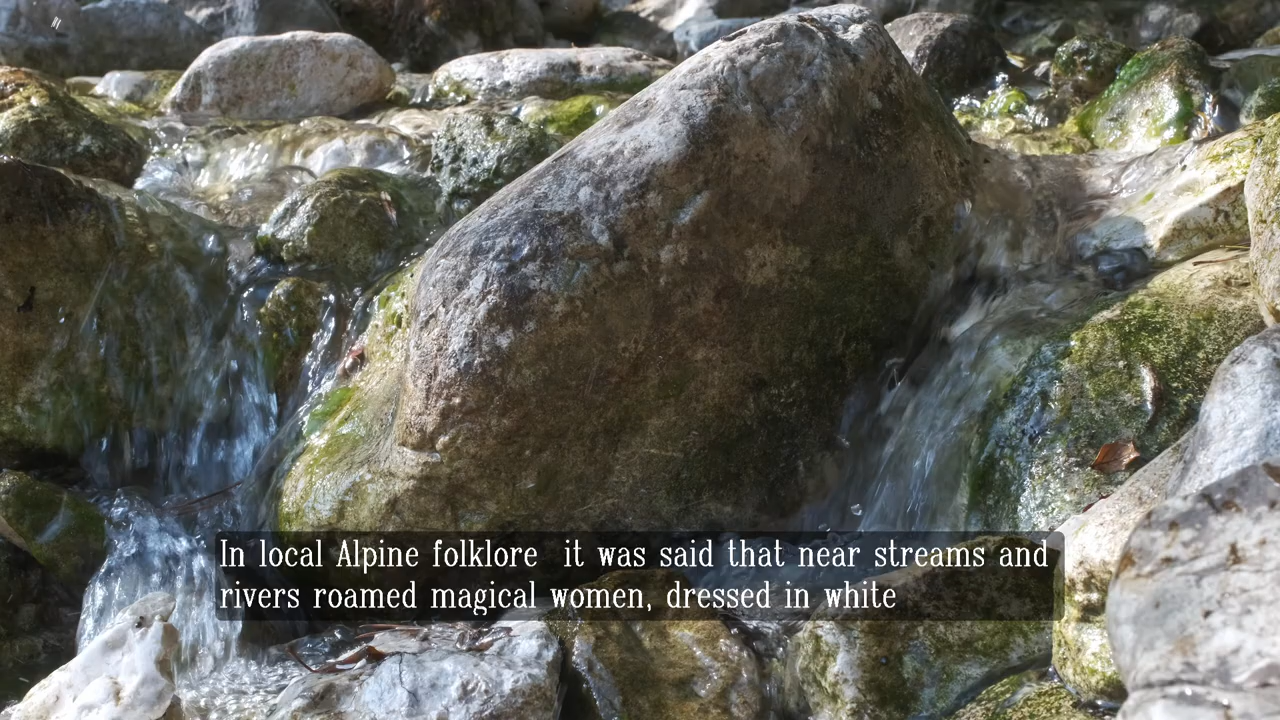 In local Alpine folklore  it was said that near streams and
rivers roamed magical women, dressed in white